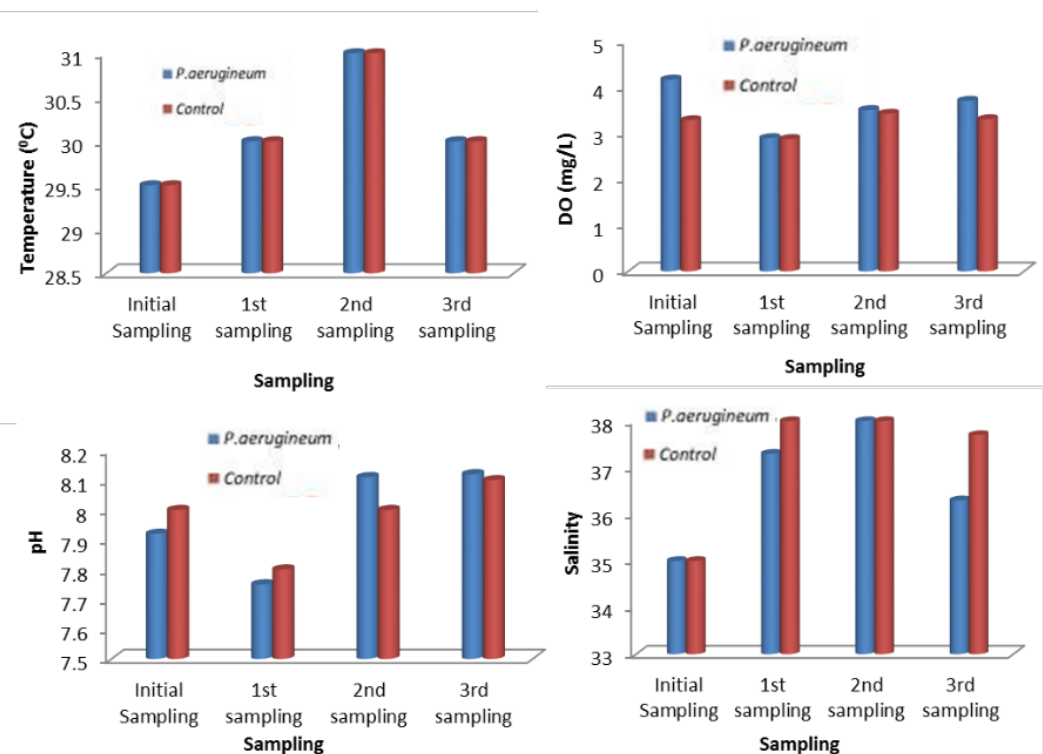 P.aerugineum
Control
Temperature (⁰C)
31
30.5
30
29.5
29
28.5
Initial Sampling
1st sampling
2nd sampling
3rd sampling
Sampling
P.aerugineum
Control
DO (mg/L)
5
4
3
2
1
0
Initial Sampling
1st sampling
2nd sampling
3rd sampling
Sampling
P.aerugineum
Control
pH
8.2
8.1
8
7.9
7.8
7.7
7.6
7.5
Initial Sampling
1st sampling
2nd sampling
3rd sampling
Sampling
P.aerugineum
Control
Salinity
38
37
36
35
34
33
Initial Sampling
1st sampling
2nd sampling
3rd sampling
Sampling